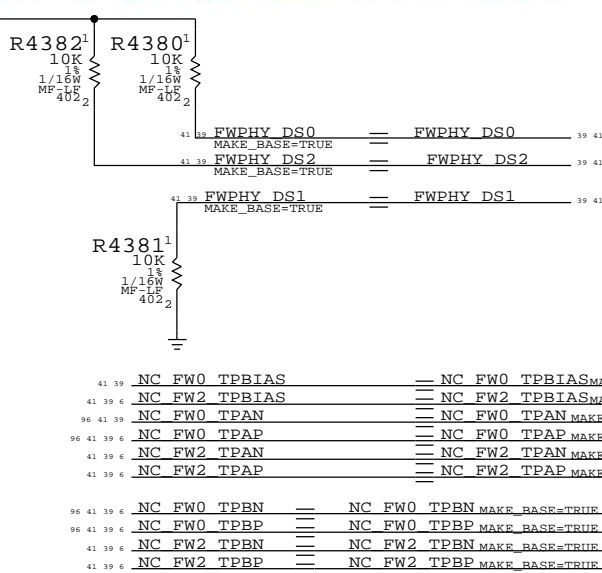 R4382 1 R4380 1
10K 10K
1% 1%
1/16W 1/16W
MF-LF MF-LF
402 2 402 2
41 39 FWPHY_DS0 FWPHY_DS0 39 41
MAKE_BASE=TRUE
41 39 FWPHY_DS2 FWPHY_DS2 39 41
MAKE_BASE=TRUE
41 39 FWPHY_DS1 FWPHY_DS1 39 41
MAKE_BASE=TRUE
R4381 1
10K
1%
1/16W
MF-LF
402 2
41 39 NC_FW0_TPBIAS NC_FW0_TPBIAS MA
41 39 6 NC_FW2_TPBIAS NC_FW2_TPBIAS MA
96 41 39 NC_FW0_TPAN NC_FW0_TPAN MAKE
96 41 39 6 NC_FW0_TPAP NC_FW0_TPAP MAKE
41 39 6 NC_FW2_TPAN NC_FW2_TPAN MAKE
41 39 6 NC_FW2_TPAP NC_FW2_TPAP MAKE
96 41 39 6 NC_FW0_TPBN NC_FW0_TPBN MAKE_BASE=TRUE
96 41 39 6 NC_FW0_TPBP NC_FW0_TPBP MAKE_BASE=TRUE
41 39 6 NC_FW2_TPBN NC_FW2_TPBN MAKE_BASE=TRUE
41 39 6 NC_FW2_TPBP NC_FW2_TPBP MAKE_BASE=TRUE